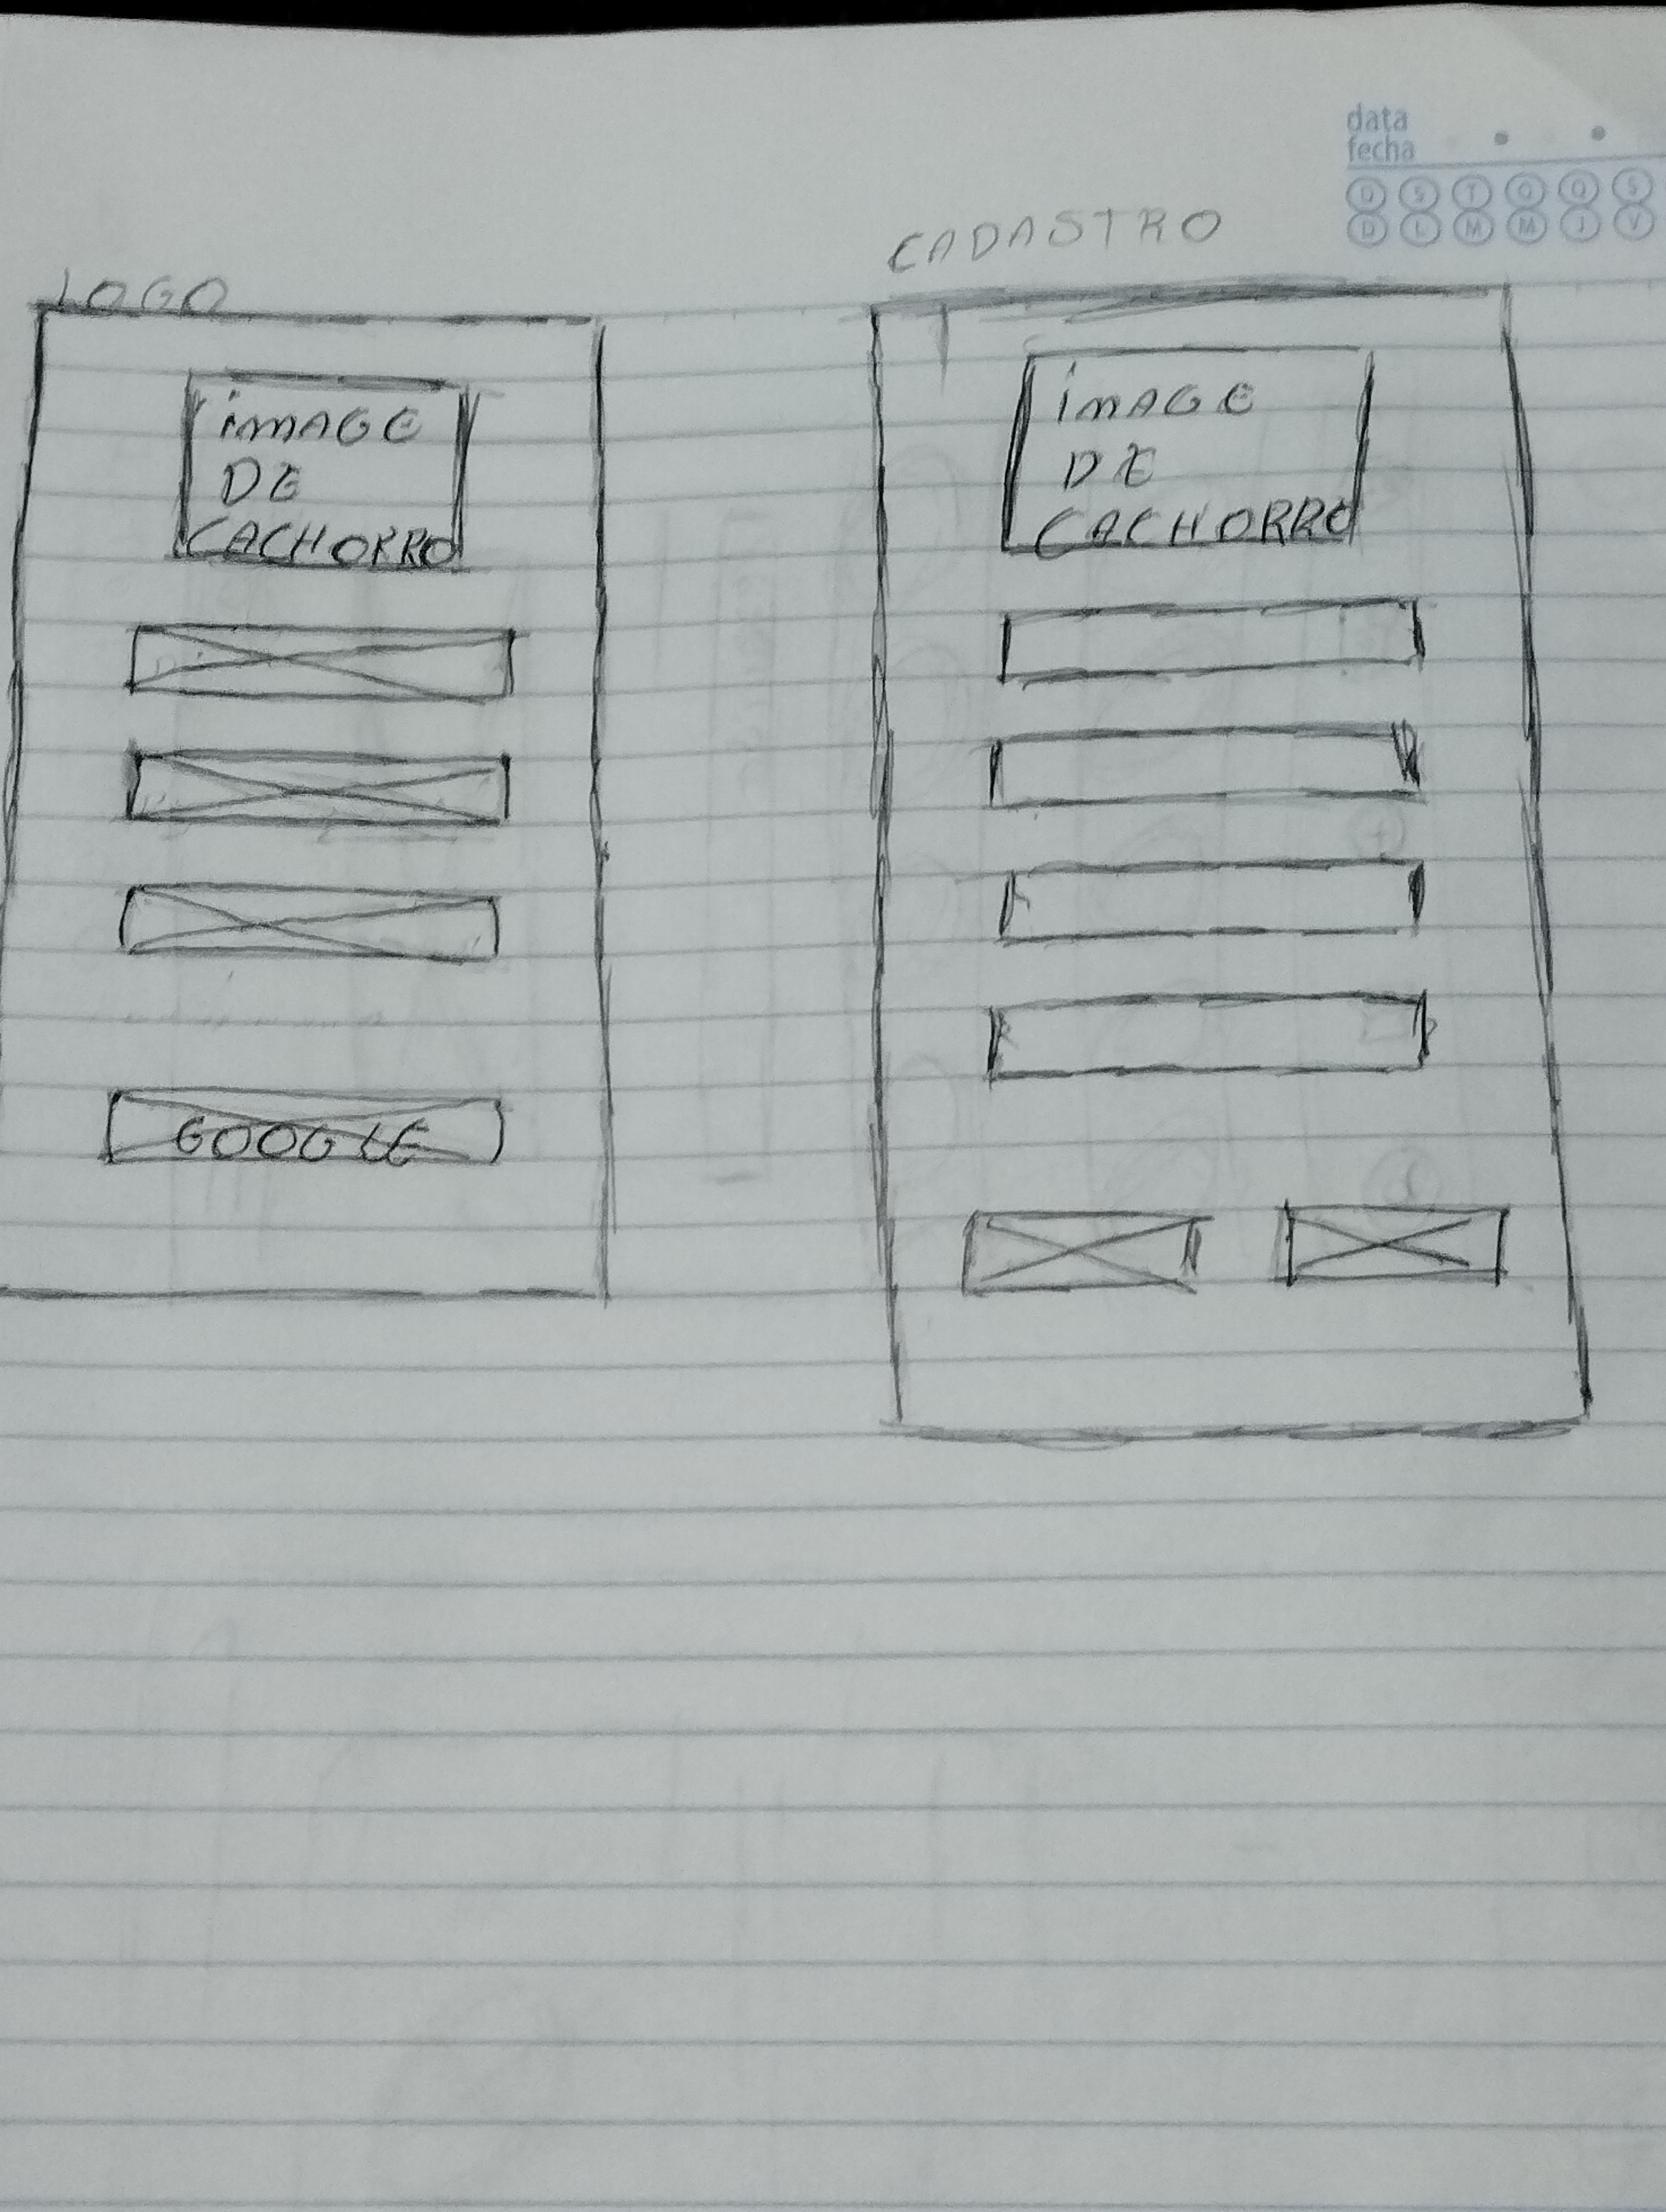 data
fecha
D S T Q Q S
D L M M J V
CADASTRO
LOGO
iMAGE
DE
CACHORRO
iMAGE
DE
CACHORRO
GOOGLE